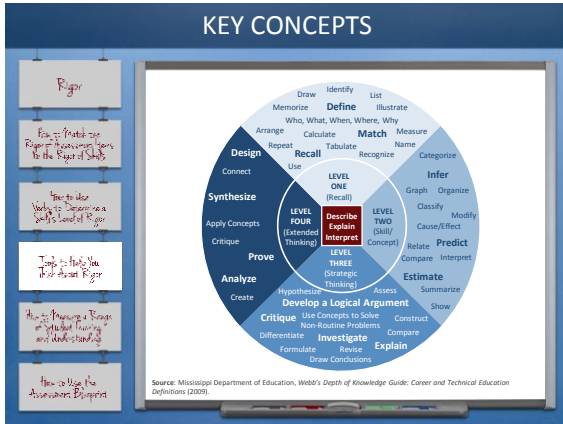 KEY CONCEPTS
Rigor
How to Match the
Rigor of Assessment Items
to the Rigor of Skills
How to Use
Verbs to Determine a
Skill's Level of Rigor
Tools to Help You
Think About Rigor
How to Measure a Range
of Student Thinking
and Understanding
How to Use the
Assessment Blueprint
Draw
Identify
List
Memorize
Define
Illustrate
Who, What, When, Where, Why
Arrange
Calculate
Match
Measure
Repeat
Tabulate
Name
Recall
Recognize
Use
LEVEL
ONE
(Recall)
Categorize
Infer
Graph
Organize
Classify
Modify
Cause/Effect
Relate
Predict
Compare
Interpret
Estimate
Summarize
Show
LEVEL
TWO
(Skill/
Concept)
Design
Connect
Synthesize
Apply Concepts
Critique
Prove
Analyze
Create
LEVEL
FOUR
(Extended
Thinking)
Describe
Explain
Interpret
LEVEL
THREE
(Strategic
Thinking)
Hypothesize
Assess
Develop a Logical Argument
Critique
Use Concepts to Solve
Non-Routine Problems
Construct
Differentiate
Investigate
Compare
Formulate
Revise
Explain
Draw Conclusions
Source: Mississippi Department of Education, Webb's Depth of Knowledge Guide: Career and Technical Education
Definitions (2009).